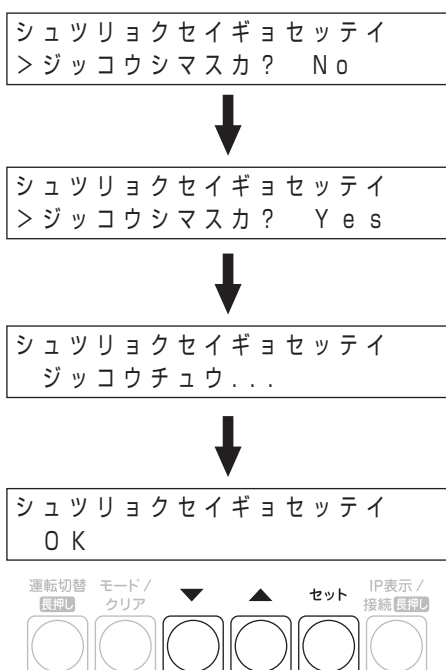 シュツリョクセイギョセッテイ
>ジッコウシマスカ? No
シュツリョクセイギョセッテイ
>ジッコウシマスカ? Yes
シュツリョクセイギョセッテイ
ジッコウチュウ...
シュツリョクセイギョセッテイ
OK
運転切替 長押し
モード/クリア
▼
▲
セット
IP表示/接続 長押し